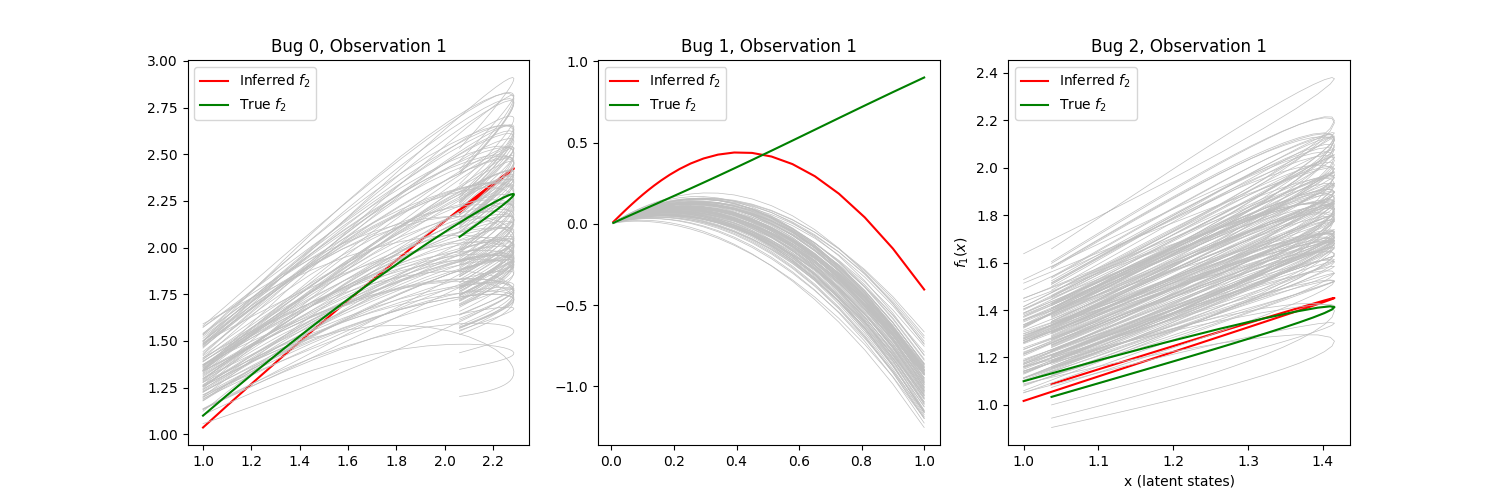 Bug 0, Observation 1
3.00
2.75
2.50
2.25
2.00
1.75
1.50
1.25
1.00
1.0 1.2 1.4 1.6 1.8 2.0 2.2
Inferred f₂
True f₂
Bug 1, Observation 1
1.0
0.5
0.0
−0.5
−1.0
0.0 0.2 0.4 0.6 0.8 1.0
Inferred f₂
True f₂
Bug 2, Observation 1
f₁(x)
2.4
2.2
2.0
1.8
1.6
1.4
1.2
1.0
1.0 1.1 1.2 1.3 1.4
x (latent states)
Inferred f₂
True f₂